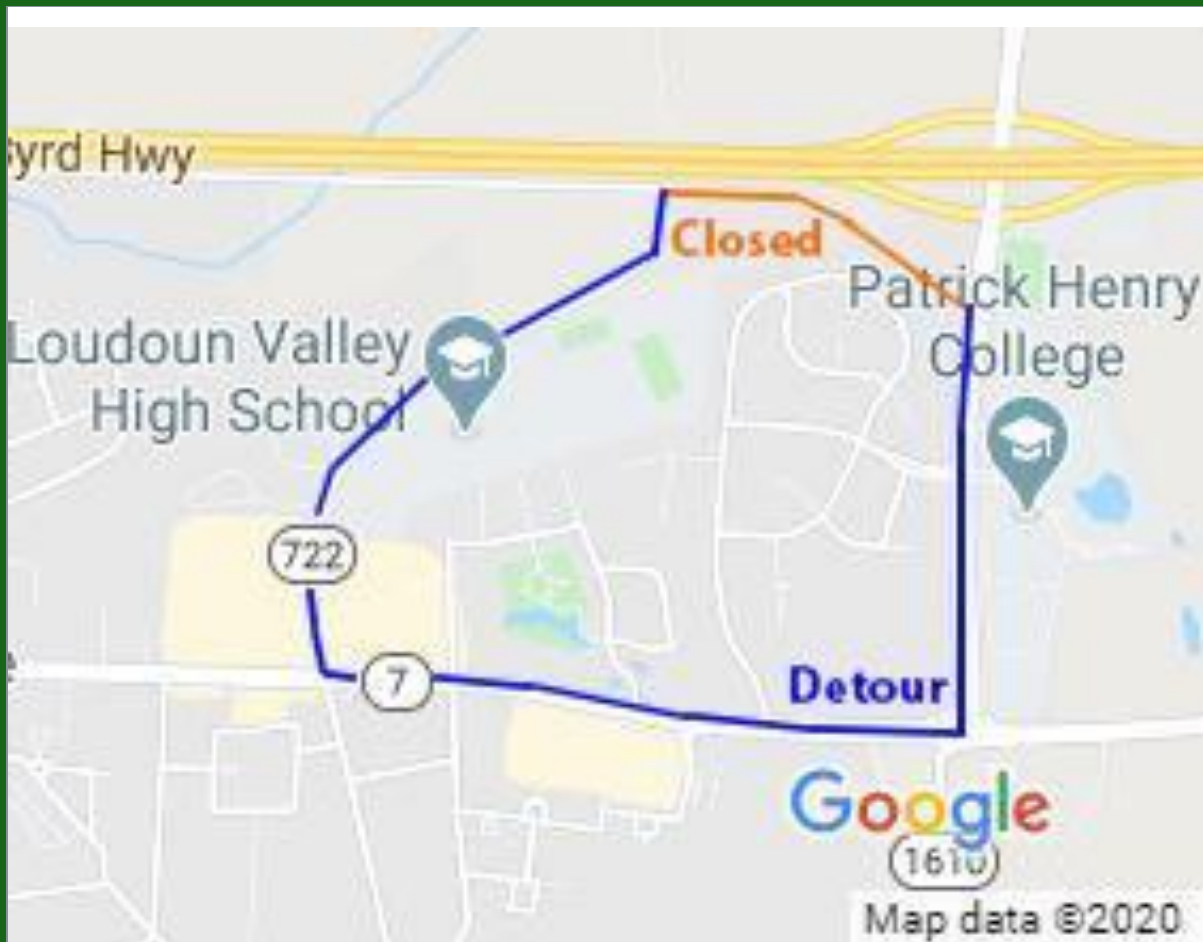 yrd Hwy
Closed
Patrick Henry
College
Loudoun Valley
High School
722
7
Detour
Google
1610
Map data ©2020